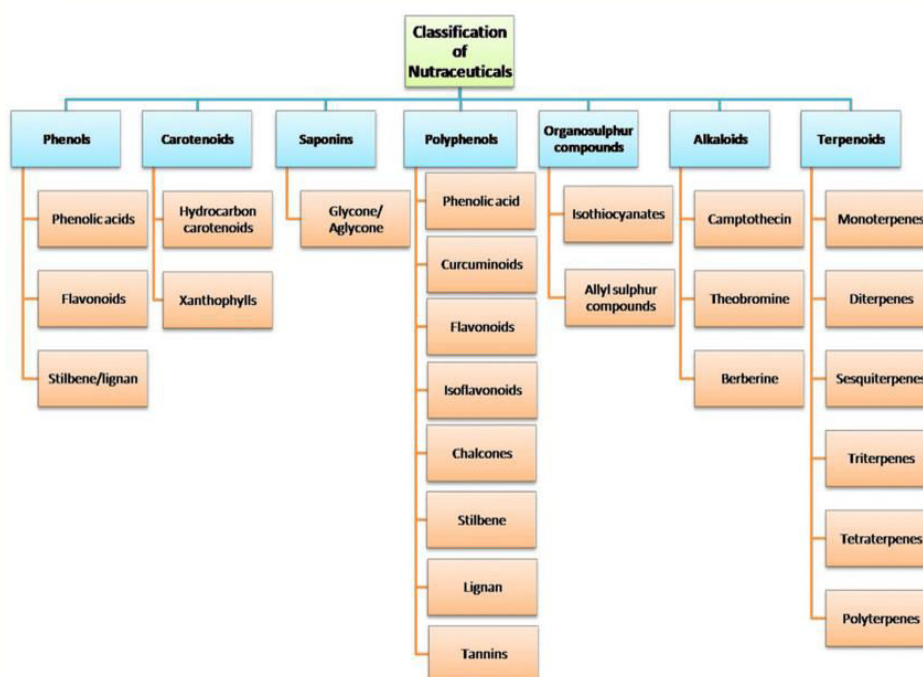 Classification
of
Nutraceuticals
Phenols
Carotenoids
Saponins
Polyphenols
Organosulphur
compounds
Alkaloids
Terpenoids
Phenolic acids
Flavonoids
Stilbene/lignan
Hydrocarbon
carotenoids
Xanthophylls
Glycone/
Aglycone
Phenolic acid
Curcuminoids
Flavonoids
Isoflavonoids
Chalcones
Stilbene
Lignan
Tannins
Isothiocyanates
Allyl sulphur
compounds
Camptothecin
Theobromine
Berberine
Monoterpenes
Diterpenes
Sesquiterpenes
Triterpenes
Tetraterpenes
Polyterpenes